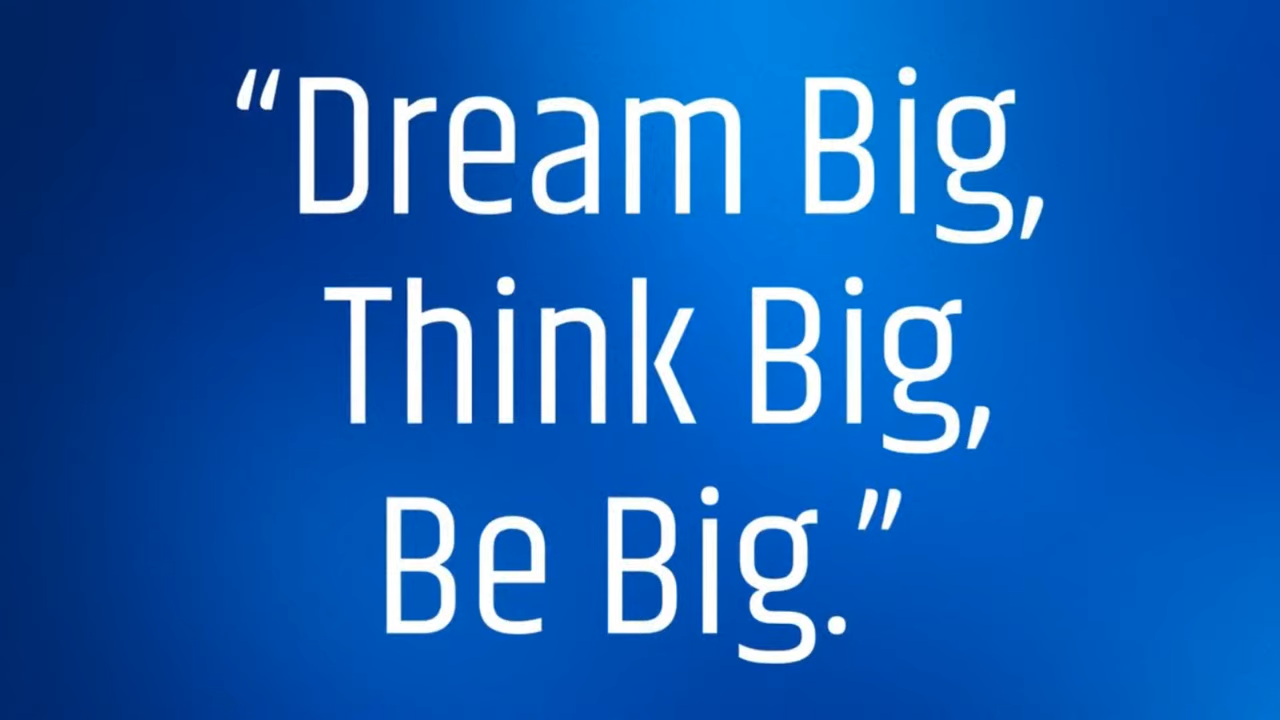 “Dream Big,
Think Big,
Be Big.”